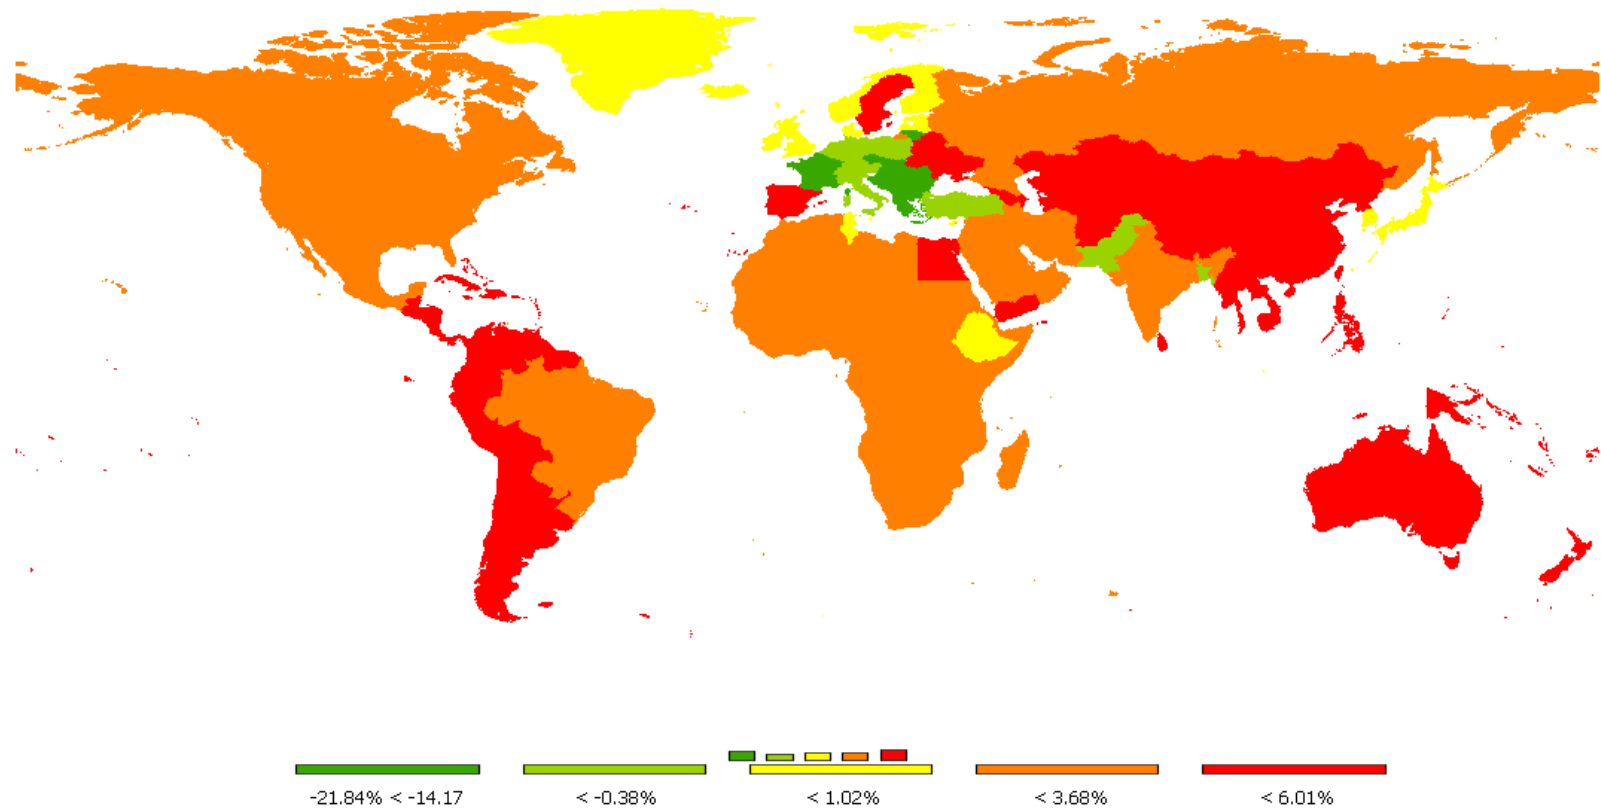 -21.84% < -14.17 < -0.38% < 1.02% < 3.68% < 6.01%